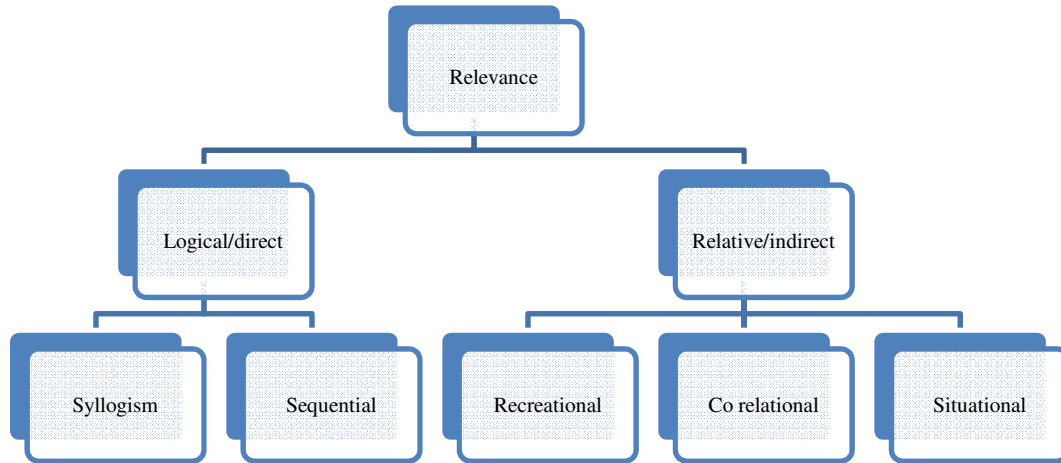 Relevance
Logical/direct
Relative/indirect
Syllogism
Sequential
Recreational
Co relational
Situational